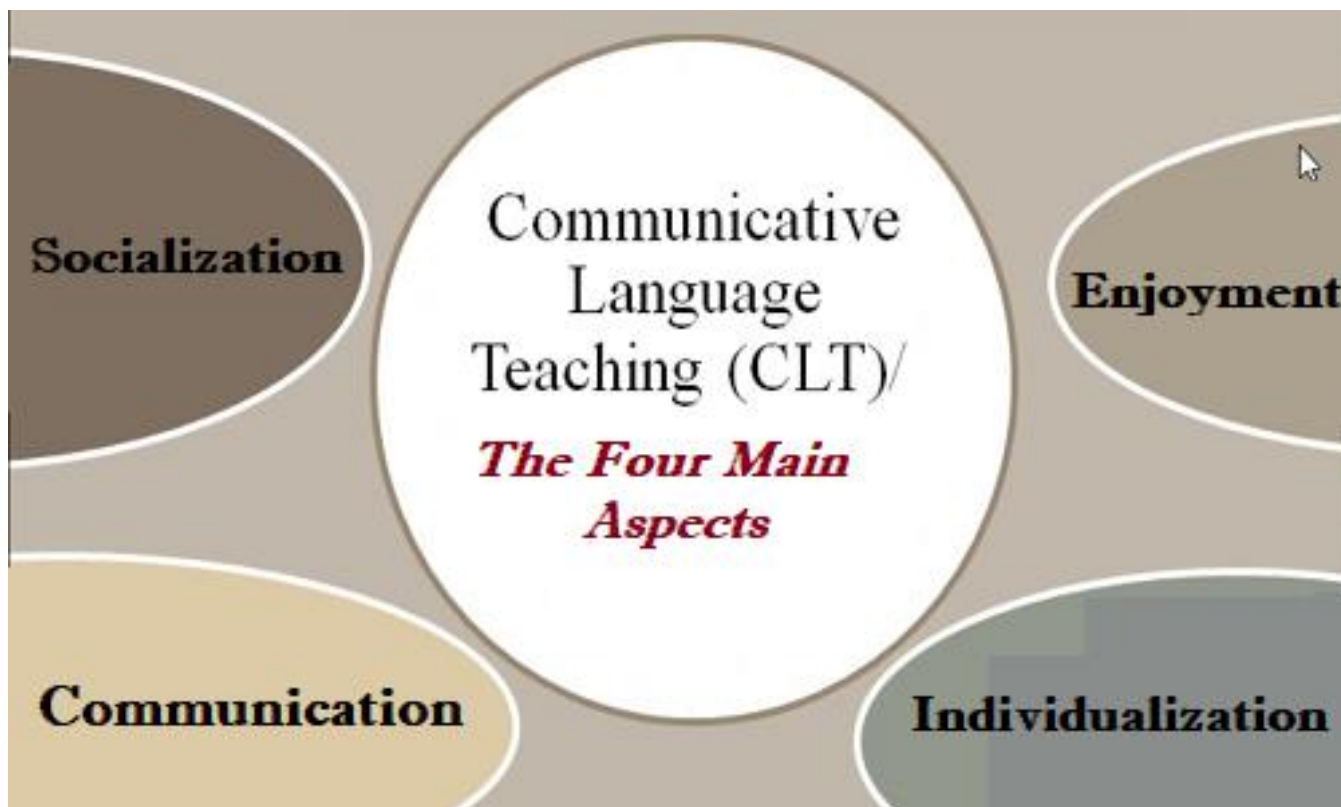 Socialization
Communicative
Language
Teaching (CLT)/
The Four Main
Aspects
Enjoyment
Communication
Individualization